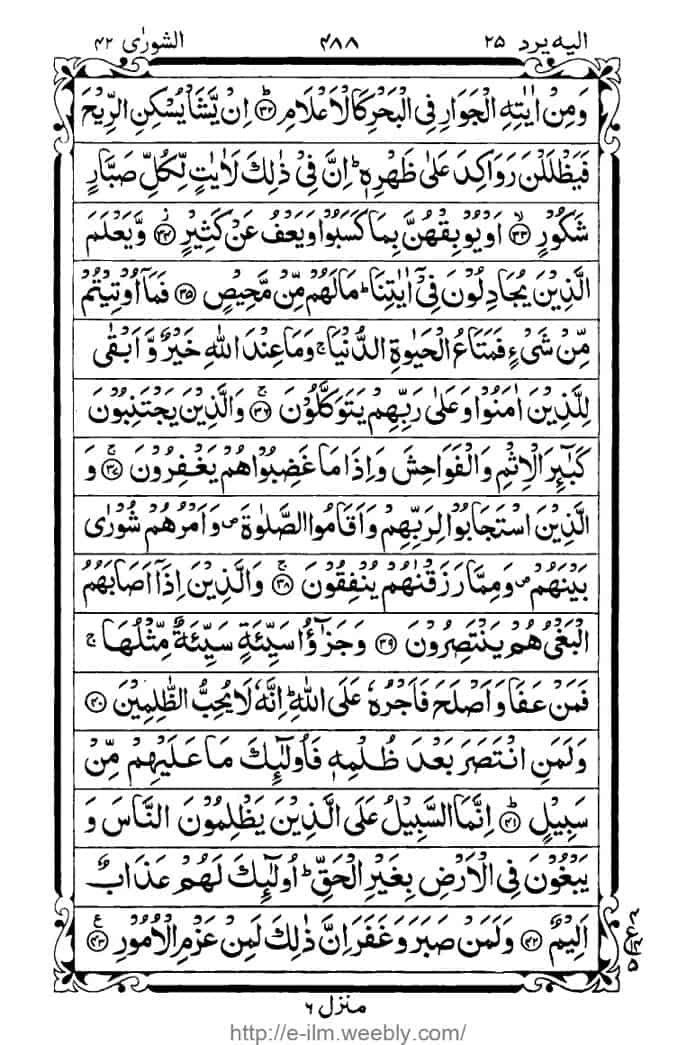 الیه یرد ۲۵
۴۸۸
الشورٰی ۴۲
وَمِنْ اٰيٰتِهِ الْجَوَارِ فِى الْبَحْرِ كَالْاَعْلَامِ ؕ‏﴿۳۲﴾ اِنْ يَّشَاْ يُسْكِنِ الرِّيْحَ
فَيَظْلَلْنَ رَوَاكِدَ عَلٰى ظَهْرِهٖ ؕ اِنَّ فِىْ ذٰلِكَ لَاٰيٰتٍ لِّكُلِّ صَبَّارٍ
شَكُوْرٍ ۙ‏﴿۳۳﴾ اَوْ يُوْبِقْهُنَّ بِمَا كَسَبُوْا وَيَعْفُ عَنْ كَثِيْرٍ ۙ‏﴿۳۴﴾ وَّيَعْلَمَ
الَّذِيْنَ يُجَادِلُوْنَ فِىْۤ اٰيٰتِنَا ؕ مَا لَهُمْ مِّنْ مَّحِيْصٍ ﴿۳۵﴾ فَمَاۤ اُوْتِيْتُمْ
مِّنْ شَىْءٍ فَمَتَاعُ الْحَيٰوةِ الدُّنْيَا ۚ وَمَا عِنْدَ اللّٰهِ خَيْرٌ وَّاَبْقٰى
لِلَّذِيْنَ اٰمَنُوْا وَعَلٰى رَبِّهِمْ يَتَوَكَّلُوْنَ ۚ‏﴿۳۶﴾ وَالَّذِيْنَ يَجْتَنِبُوْنَ
كَبٰٓئِرَ الْاِثْمِ وَالْفَوَاحِشَ وَاِذَا مَا غَضِبُوْا هُمْ يَغْفِرُوْنَ ۚ‏﴿۳۷﴾ وَ
الَّذِيْنَ اسْتَجَابُوْا لِرَبِّهِمْ وَاَقَامُوا الصَّلٰوةَ ۪ وَاَمْرُهُمْ شُوْرٰى
بَيْنَهُمْ ۪ وَمِمَّا رَزَقْنٰهُمْ يُنْفِقُوْنَ ۚ‏﴿۳۸﴾ وَالَّذِيْنَ اِذَاۤ اَصَابَهُمُ
الْبَغْىُ هُمْ يَنْتَصِرُوْنَ ﴿۳۹﴾ وَجَزٰٓؤُا سَيِّئَةٍ سَيِّئَةٌ مِّثْلُهَا ۚ
فَمَنْ عَفَا وَاَصْلَحَ فَاَجْرُهٗ عَلَى اللّٰهِ ؕ اِنَّهٗ لَا يُحِبُّ الظّٰلِمِيْنَ ﴿۴۰﴾
وَلَمَنِ انْتَصَرَ بَعْدَ ظُلْمِهٖ فَاُولٰٓئِكَ مَا عَلَيْهِمْ مِّنْ
سَبِيْلٍ ؕ‏﴿۴۱﴾ اِنَّمَا السَّبِيْلُ عَلَى الَّذِيْنَ يَظْلِمُوْنَ النَّاسَ وَ
يَبْغُوْنَ فِى الْاَرْضِ بِغَيْرِ الْحَقِّ ؕ اُولٰٓئِكَ لَهُمْ عَذَابٌ
اَلِيْمٌ ﴿۴۲﴾ وَلَمَنْ صَبَرَ وَغَفَرَ اِنَّ ذٰلِكَ لَمِنْ عَزْمِ الْاُمُوْرِ ﴿۴۳﴾
منزل ۶
http://e-ilm.weebly.com/